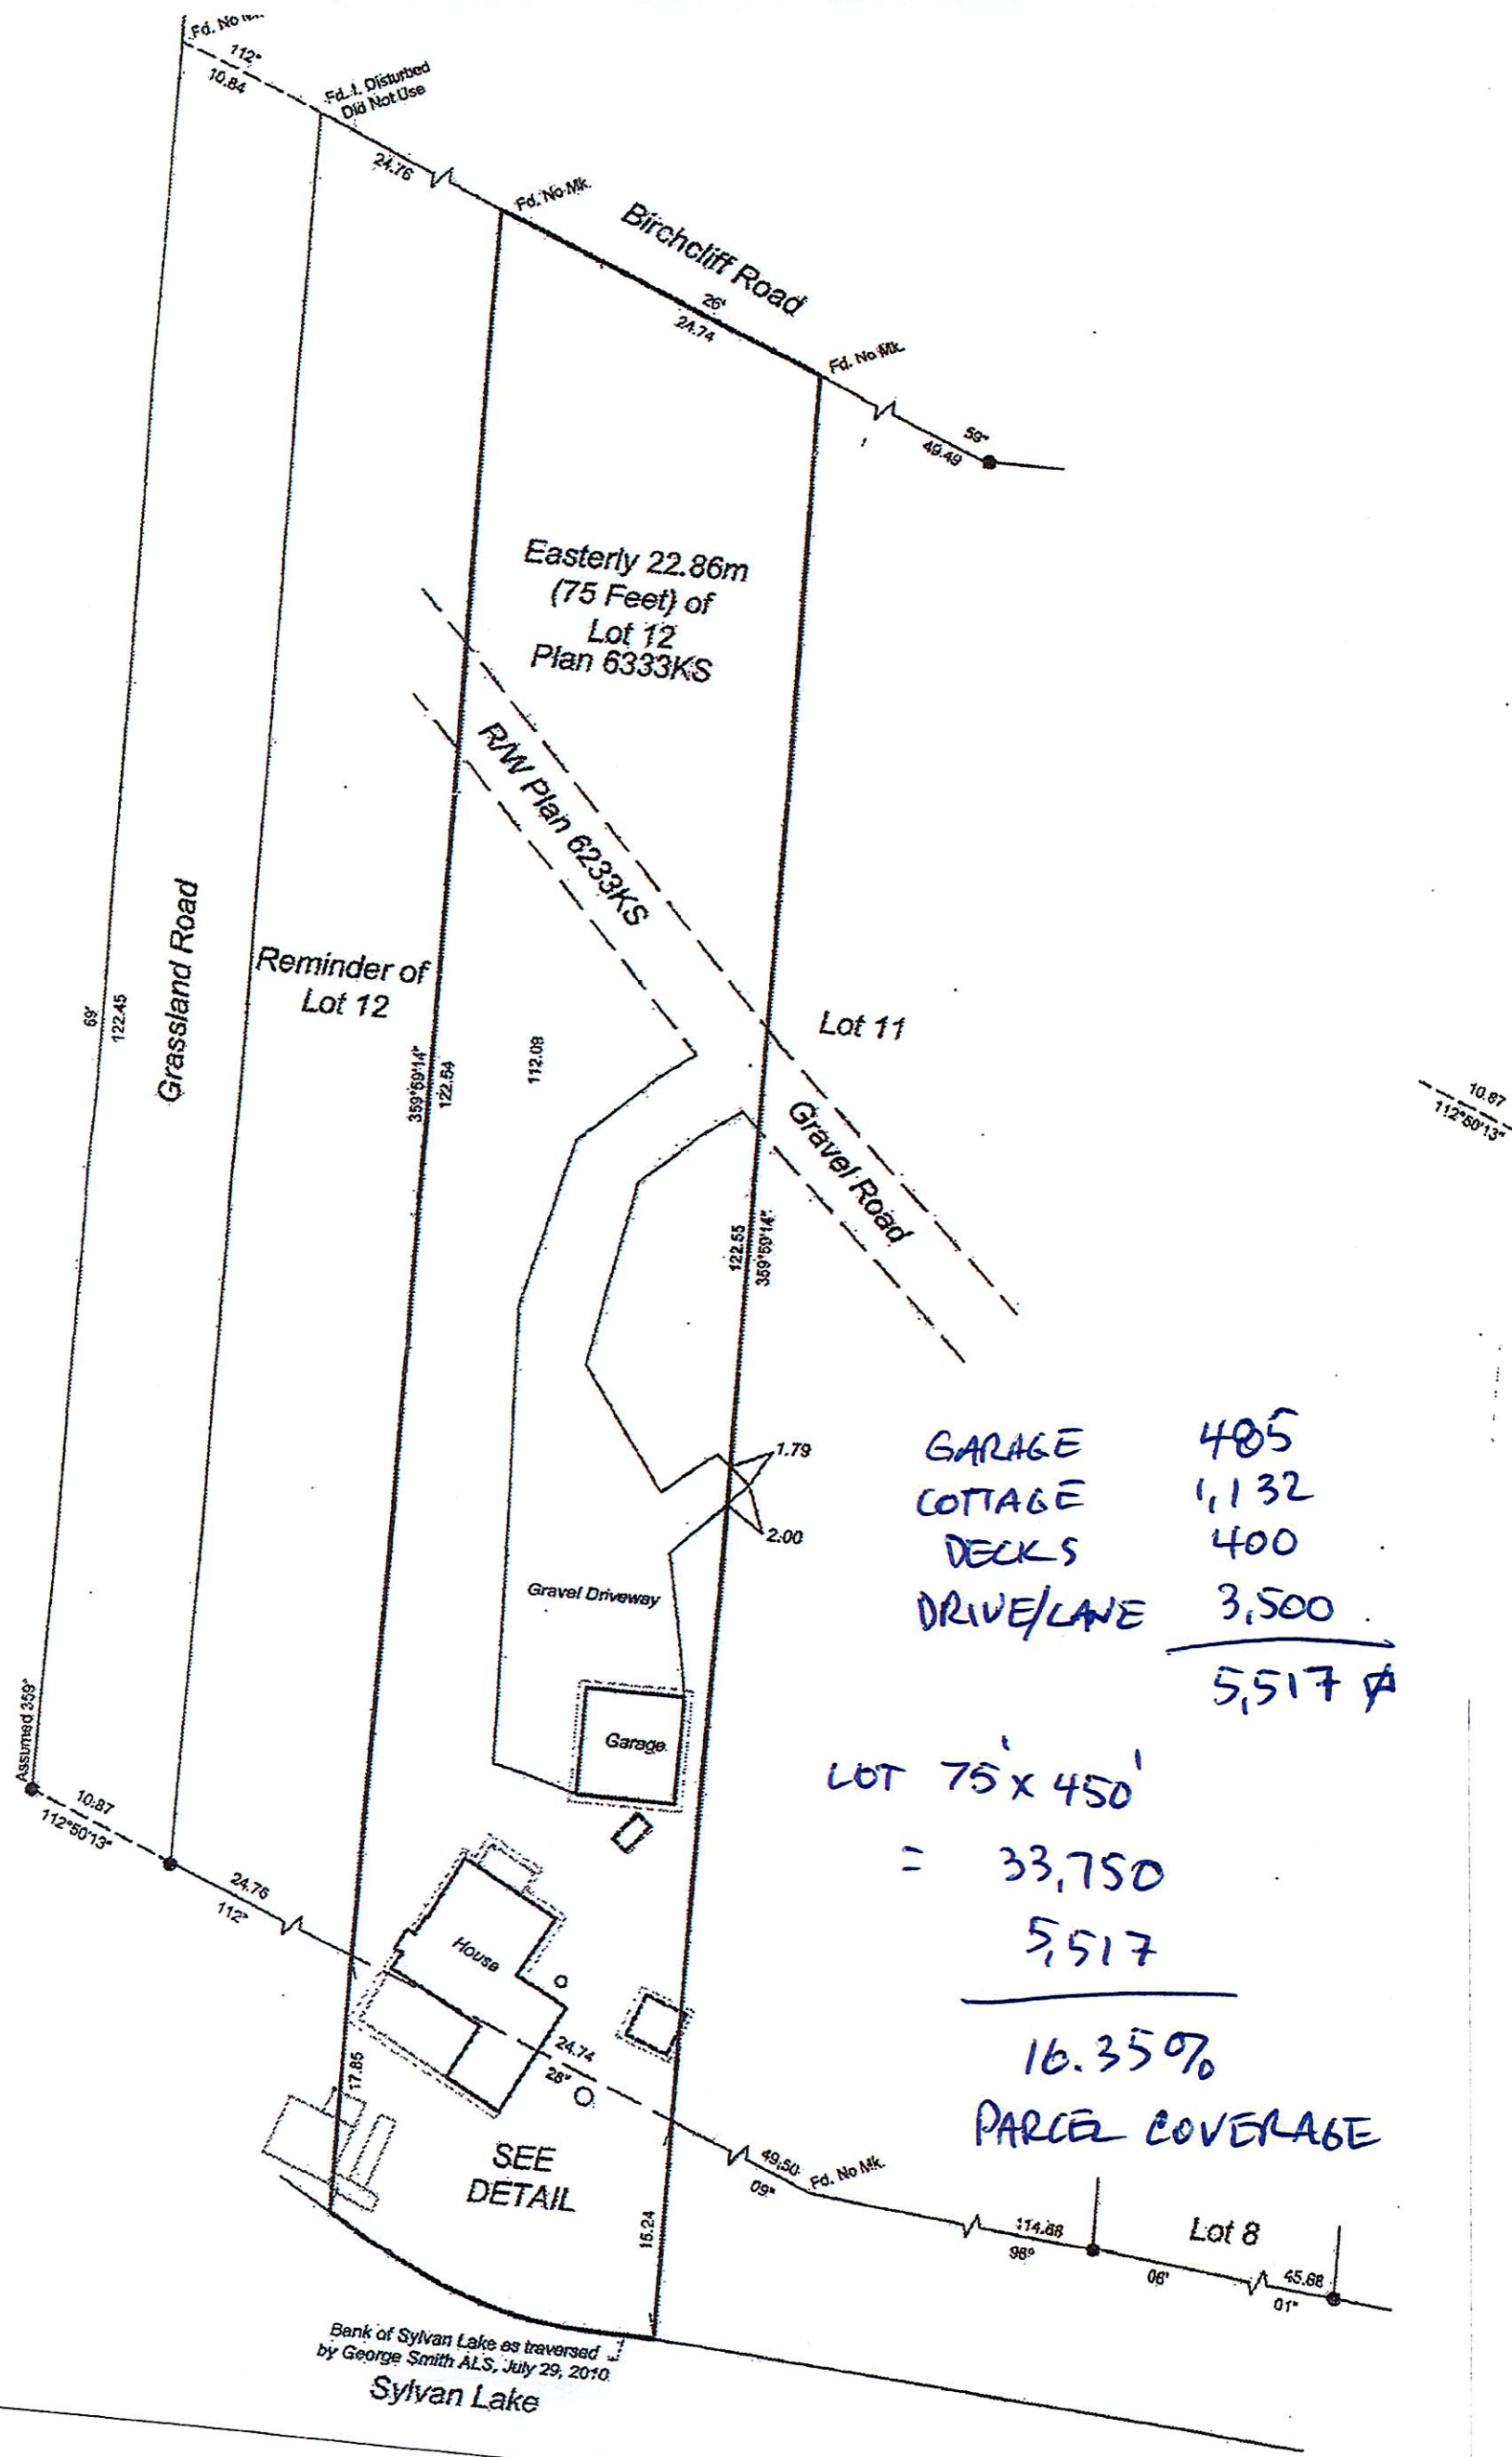 112°
10.84
Fd. I. Disturbed
Did Not Use
24.76
Fd. No Mk.
Birchcliff Road
26'
24.74
Fd. No Mk.
59"
49.49
Easterly 22.86m
(75 Feet) of
Lot 12
Plan 6333KS
R/W Plan 6233KS
Grassland Road
69'
122.45
Reminder of
Lot 12
359°59'14"
122.54
112.09
Lot 11
Gravel Road
10.87
112°50'13"
122.55
359°59'14"
1.79
2.00
Gravel Driveway
Garage
GARAGE 485
COTTAGE 1,132
DECKS 400
DRIVE/LANE 3,500
5,517
LOT 75' x 450'
= 33,750
5,517
16.35%
PARCEL COVERAGE
Assumed 359°
10.87
112°50'13"
24.76
112°
House
24.74
28"
17.85
SEE
DETAIL
15.24
49.50
09"
Fd. No Mk.
114.68
98°
Lot 8
06'
45.68
01"
Bank of Sylvan Lake as traversed
by George Smith ALS, July 29, 2010
Sylvan Lake